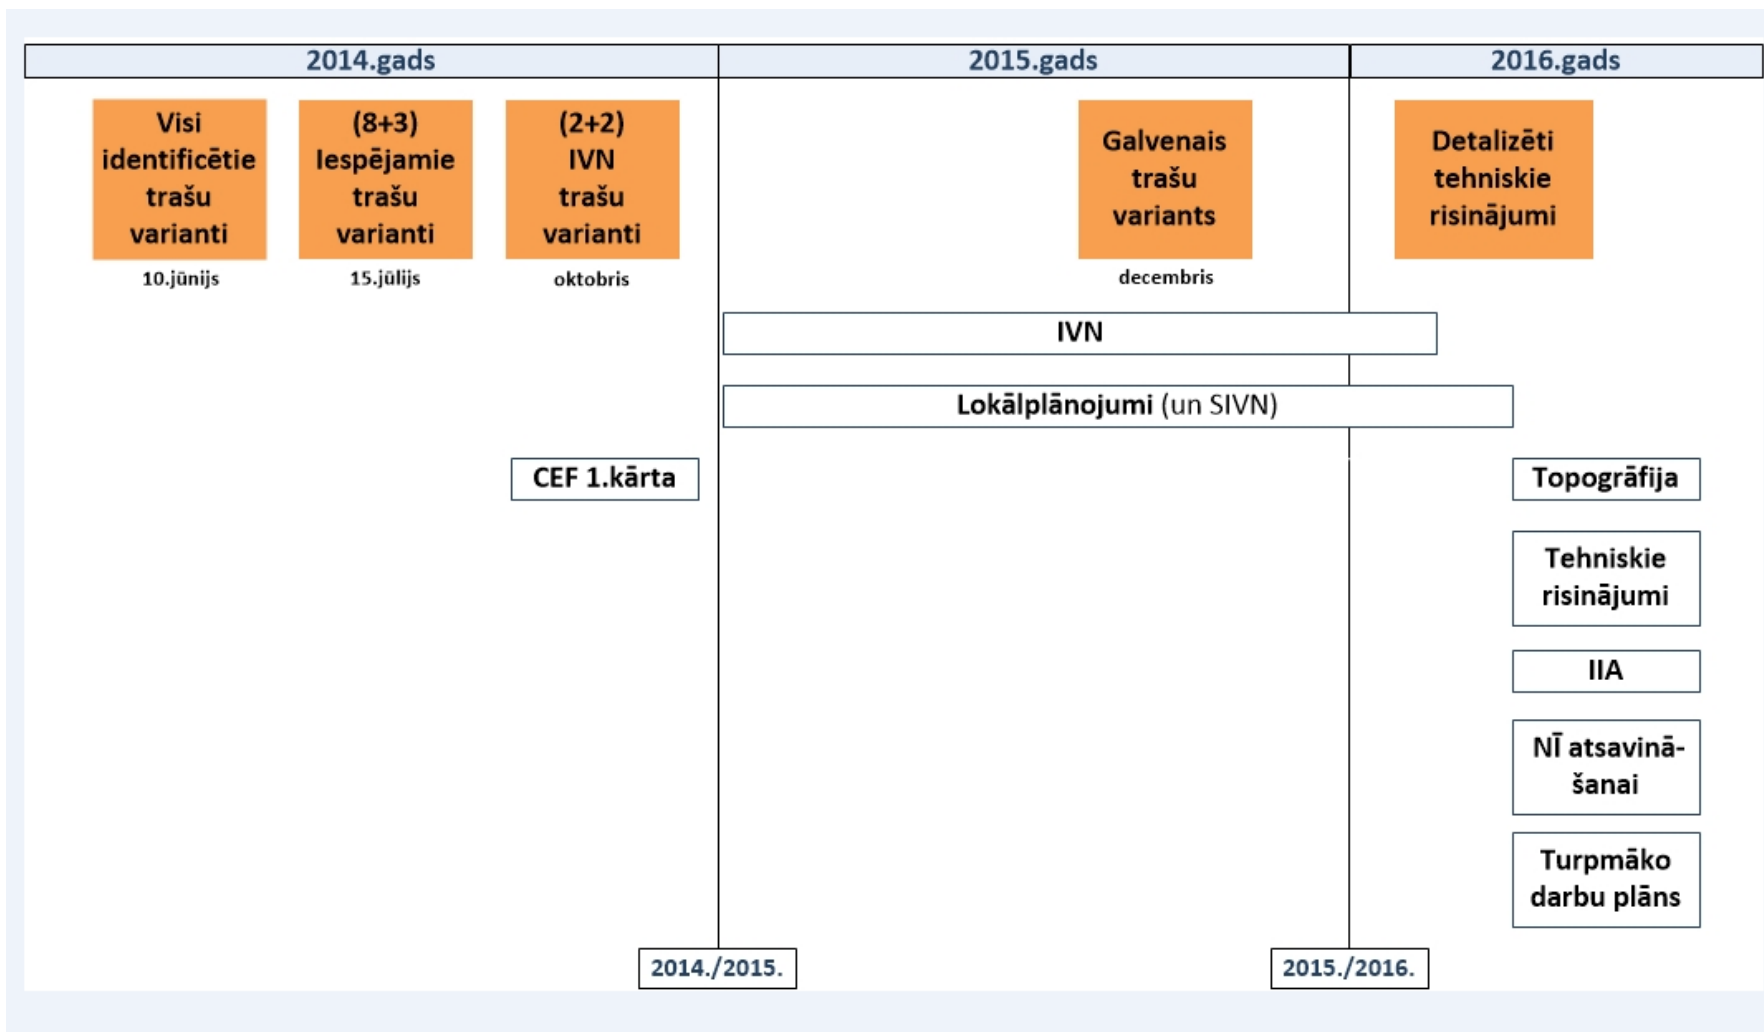 2014.gads
2015.gads
2016.gads
Visi
identificētie
trašu
varianti
10.jūnijs
(8+3)
Iespējamie
trašu
varianti
15.jūlijs
(2+2)
IVN
trašu
varianti
oktobris
Galvenais
trašu
variants
decembris
Detalizēti
tehniskie
risinājumi
IVN
Lokālplānojumi (un SIVN)
CEF 1.kārta
Topogrāfija
Tehniskie
risinājumi
IIA
NĪ atsavinā-
šanai
Turpmāko
darbu plāns
2014./2015.
2015./2016.